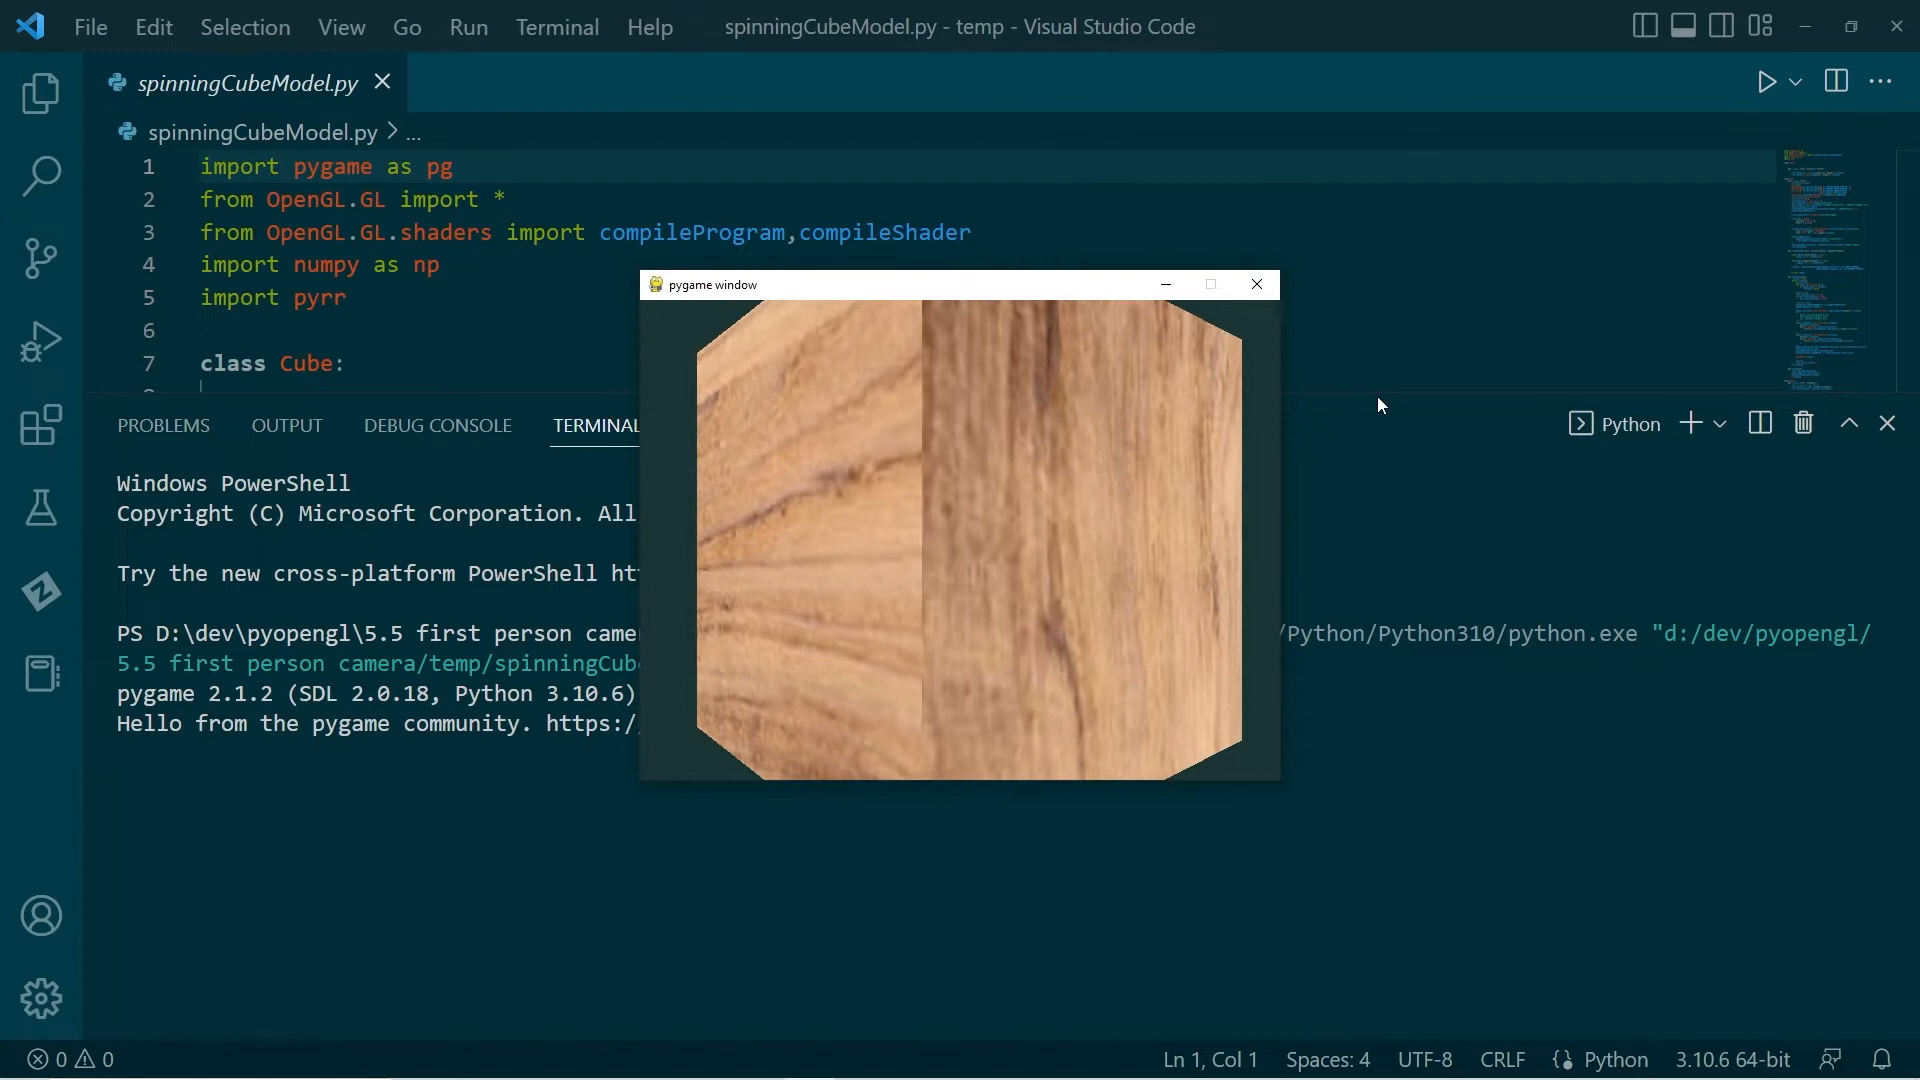 File Edit Selection View Go Run Terminal Help spinningCubeModel.py - temp - Visual Studio Code
spinningCubeModel.py
spinningCubeModel.py > ...
1 import pygame as pg
2 from OpenGL.GL import *
3 from OpenGL.GL.shaders import compileProgram,compileShader
4 import numpy as np
5 import pyrr
6
7 class Cube:
pygame window
PROBLEMS OUTPUT DEBUG CONSOLE TERMINAL Python
Windows PowerShell
Copyright (C) Microsoft Corporation. All
Try the new cross-platform PowerShell
PS D:\dev\pyopengl\5.5 first person /Python/Python310/python.exe "d:/dev/pyopengl/
5.5 first person camera/temp/spinningCub
pygame 2.1.2 (SDL 2.0.18, Python 3.10.6)
Hello from the pygame community. https:/
0 0 Ln 1, Col 1 Spaces: 4 UTF-8 CRLF Python 3.10.6 64-bit